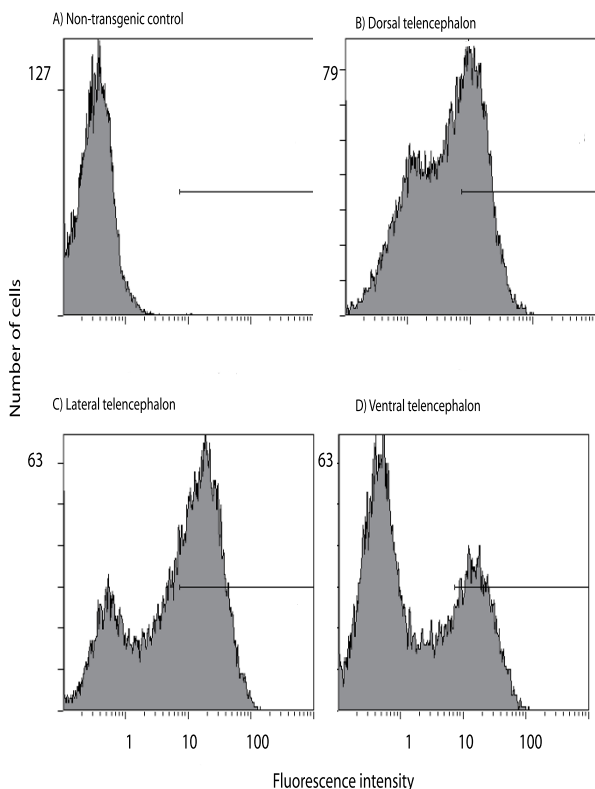 A) Non-transgenic control
B) Dorsal telencephalon
127
79
Number of cells
C) Lateral telencephalon
D) Ventral telencephalon
63
63
1 10 100
1 10 100
Fluorescence intensity